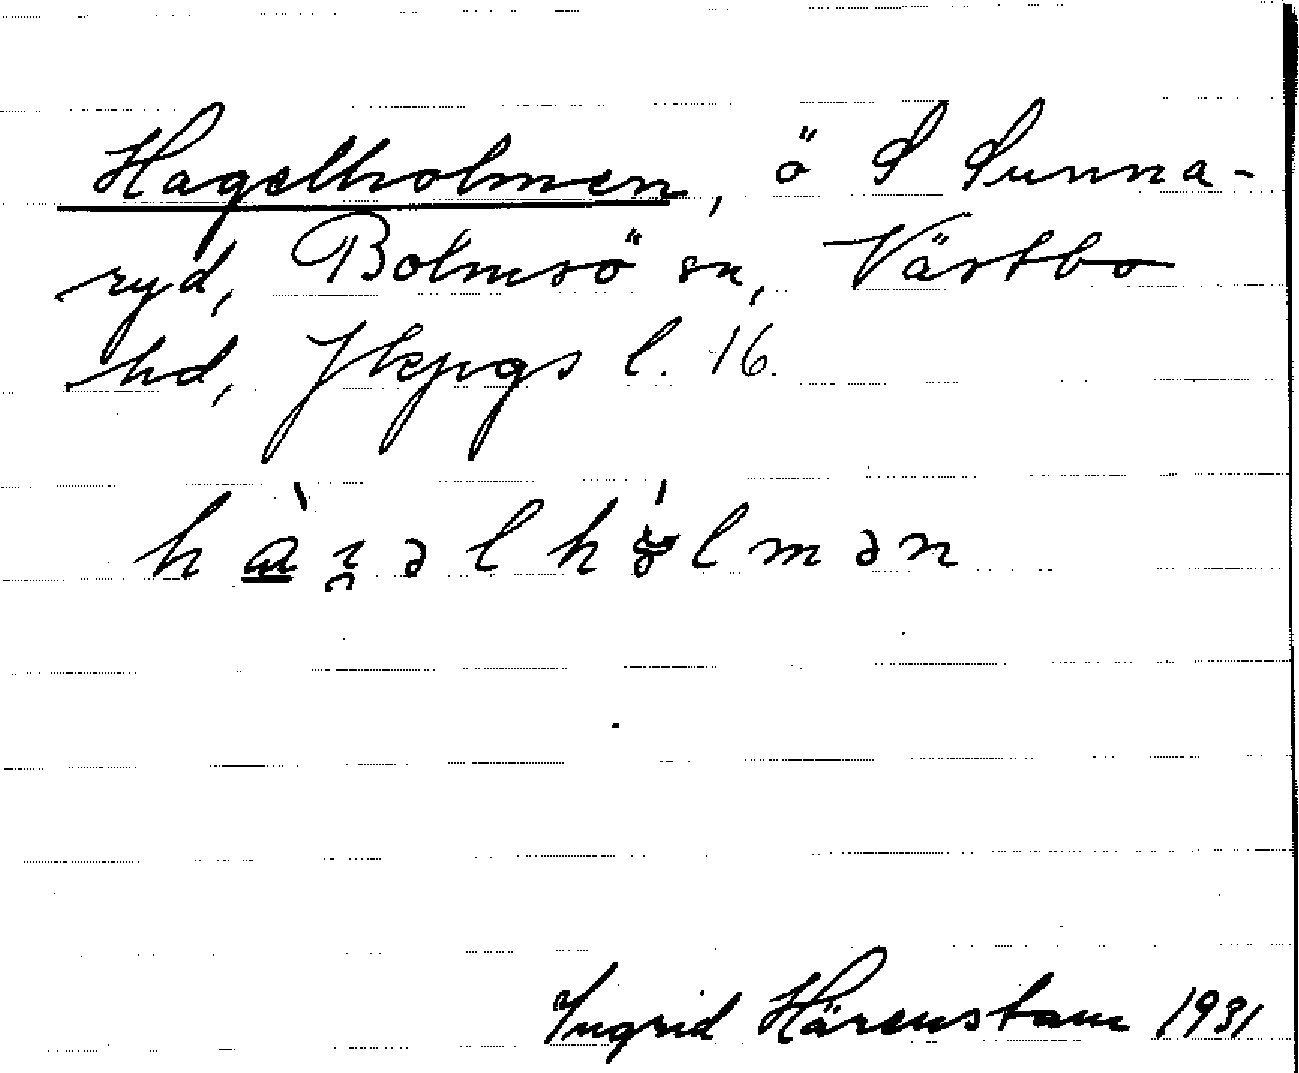 Hagelholmen, ö S Sunna-
ryd, Bolmsö sn, Västbo
hd, Jkpgs l. 16.
Ingrid Härenstam 1931